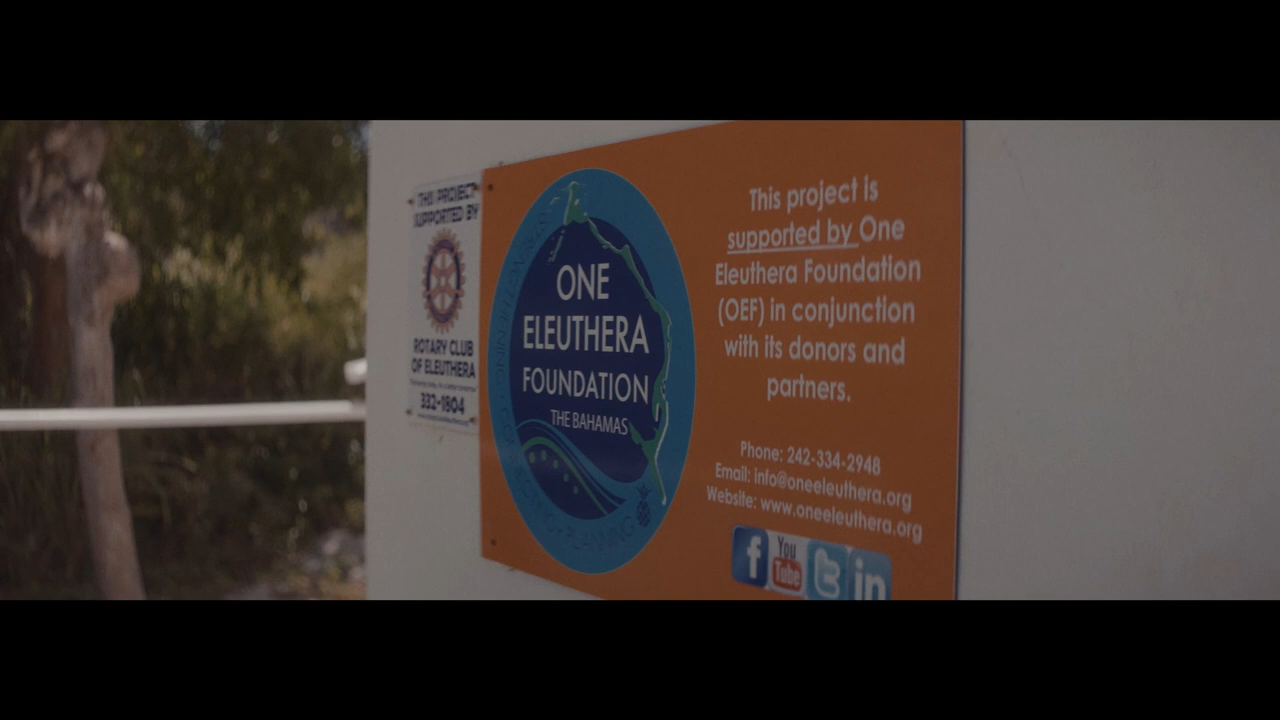 THIS PROJECT
SUPPORTED BY
ROTARY CLUB
OF ELEUTHERA
332-1804
ONE
ELEUTHERA
FOUNDATION
THE BAHAMAS
PLANNING
This project is
supported by One
Eleuthera Foundation
(OEF) in conjunction
with its donors and
partners.
Phone: 242-334-2948
Email: info@oneeleuthera.org
Website: www.oneeleuthera.org
f
You
Tube
t
in